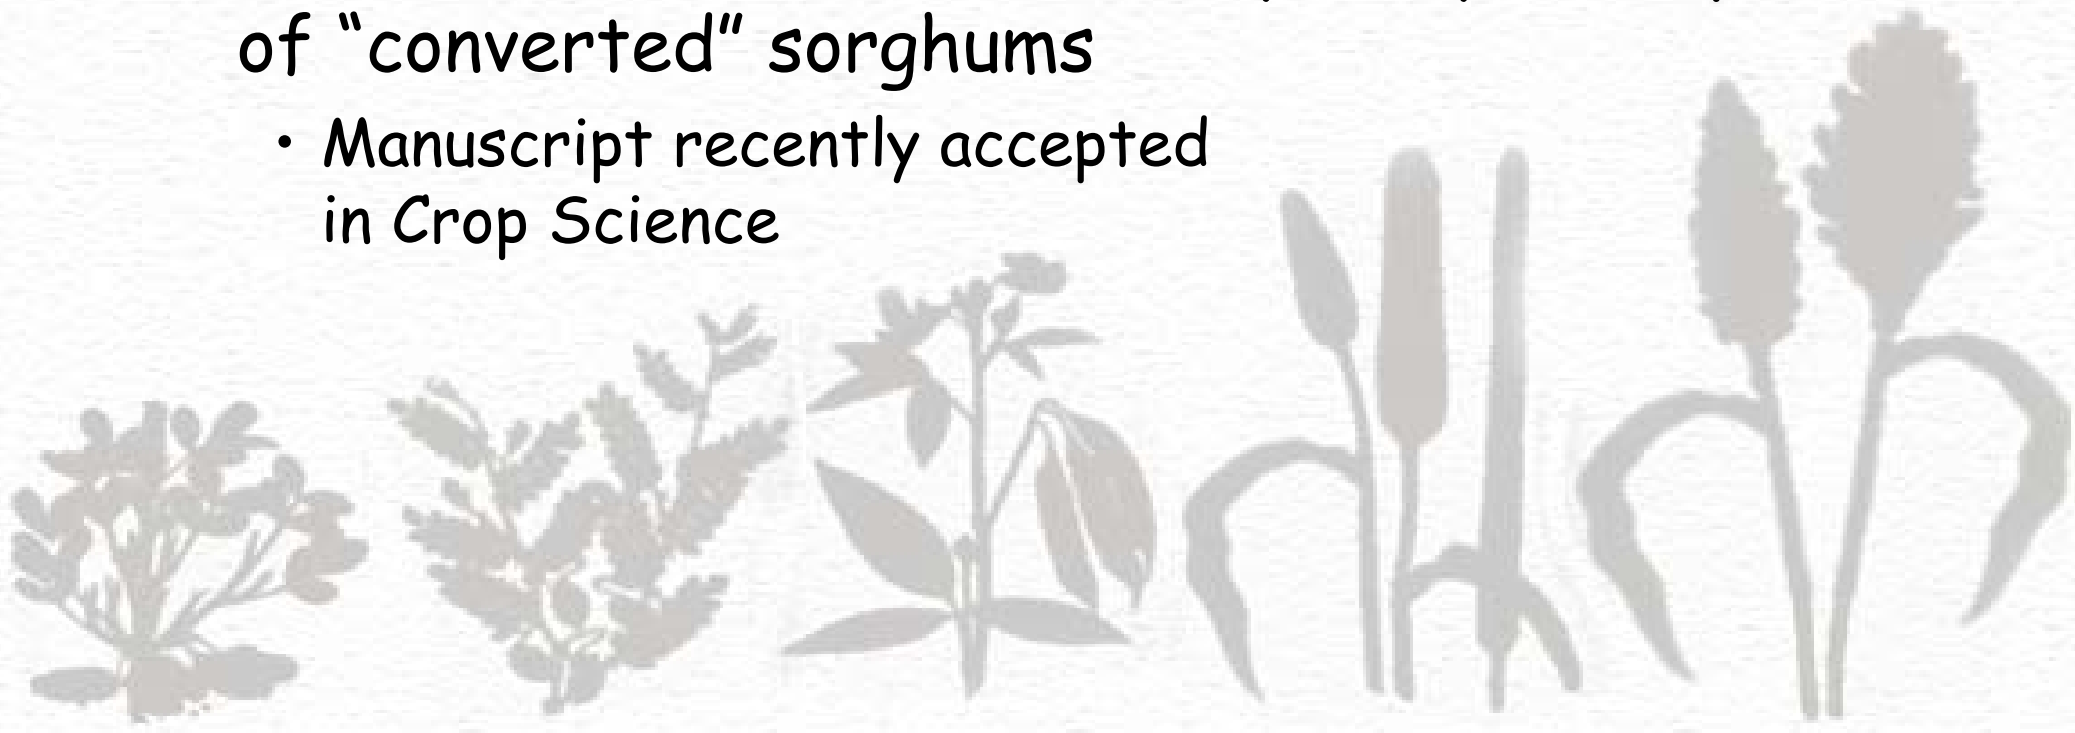 of “converted” sorghums
• Manuscript recently accepted
in Crop Science